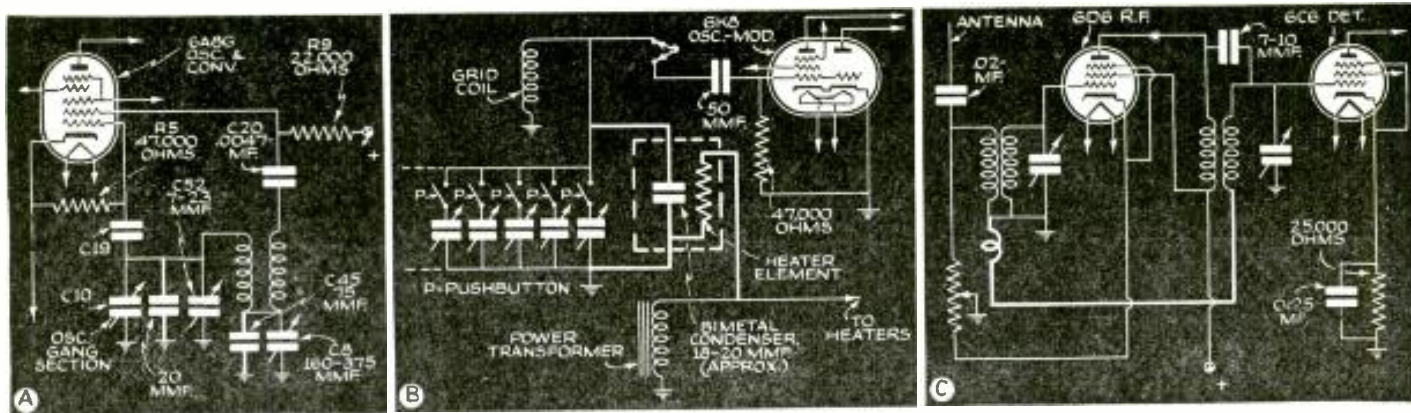 6A8G
OSC. &
CONV.
R9
22,000
OHMS
R5
47,000
OHMS
C20
.0047-
MF.
+
C52
MMF.
C19
C10
OSC.
GANG
SECTION
20
MMF.
C45
15
MMF.
C8
160-375
MMF.
A
6K8
OSC.-MOD.
GRID
COIL
50
MMF.
P
P
P
P
P
P=PUSHBUTTON
47,000
OHMS
HEATER
ELEMENT
POWER
TRANSFORMER
BIMETAL
CONDENSER,
18-20 MMF.
(APPROX.)
TO
HEATERS
B
ANTENNA
6D6 R.F.
6C6 DET.
7-10
MMF.
.02-
MF.
25,000
OHMS
MF.
+
C